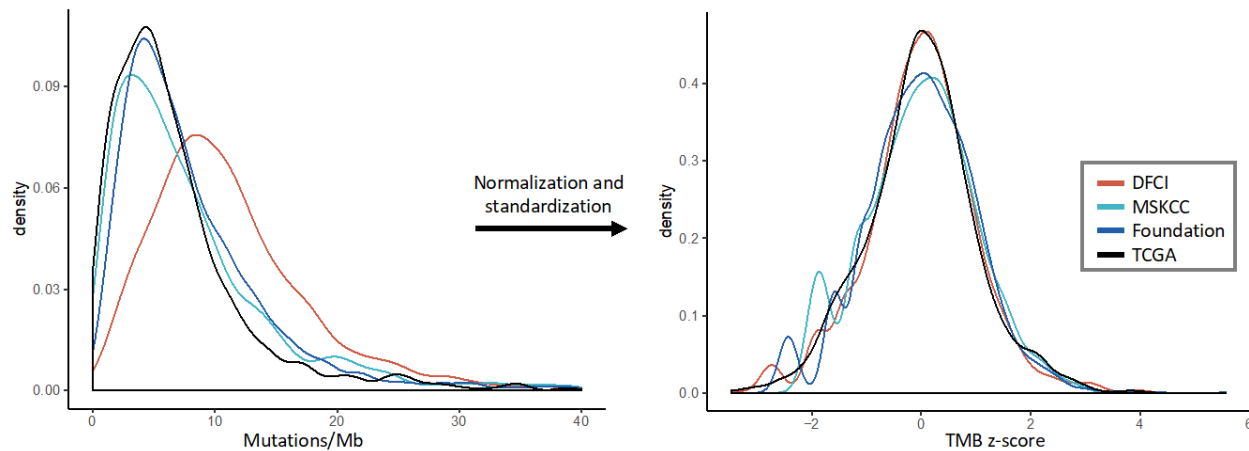 0.09
0.06
0.03
0.00
density
0
10
20
30
40
Mutations/Mb
Normalization and
standardization
0.4
0.3
0.2
0.1
0.0
density
−2
0
2
4
6
TMB z-score
DFCI
MSKCC
Foundation
TCGA